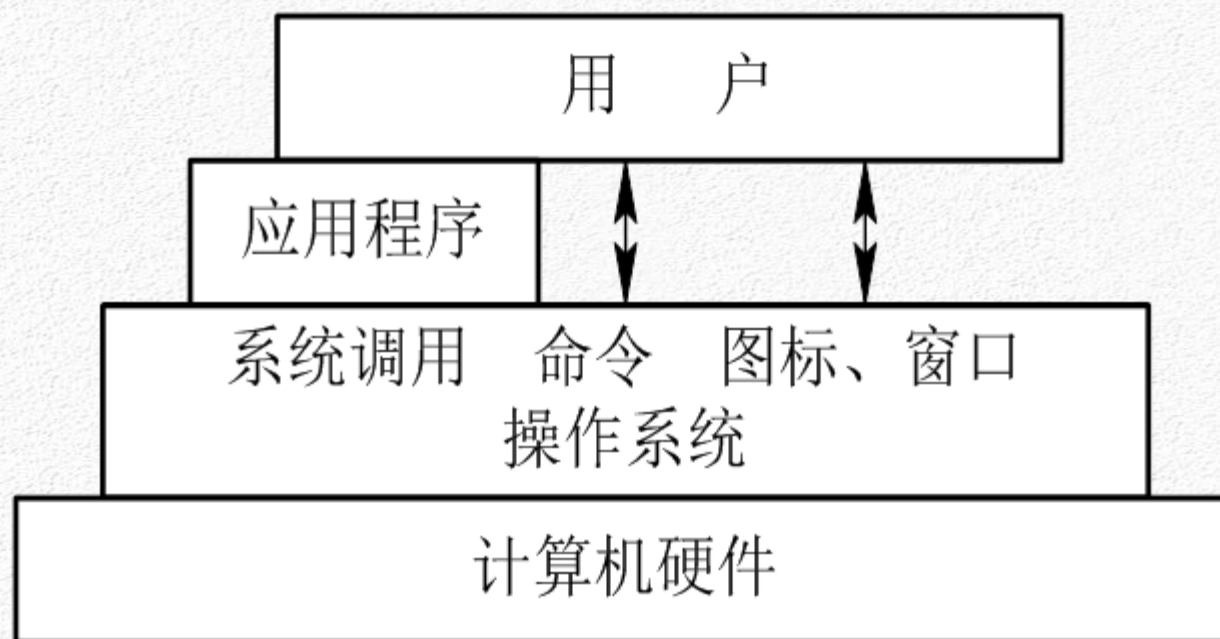 用 户
应用程序
系统调用 命令 图标、窗口
操作系统
计算机硬件